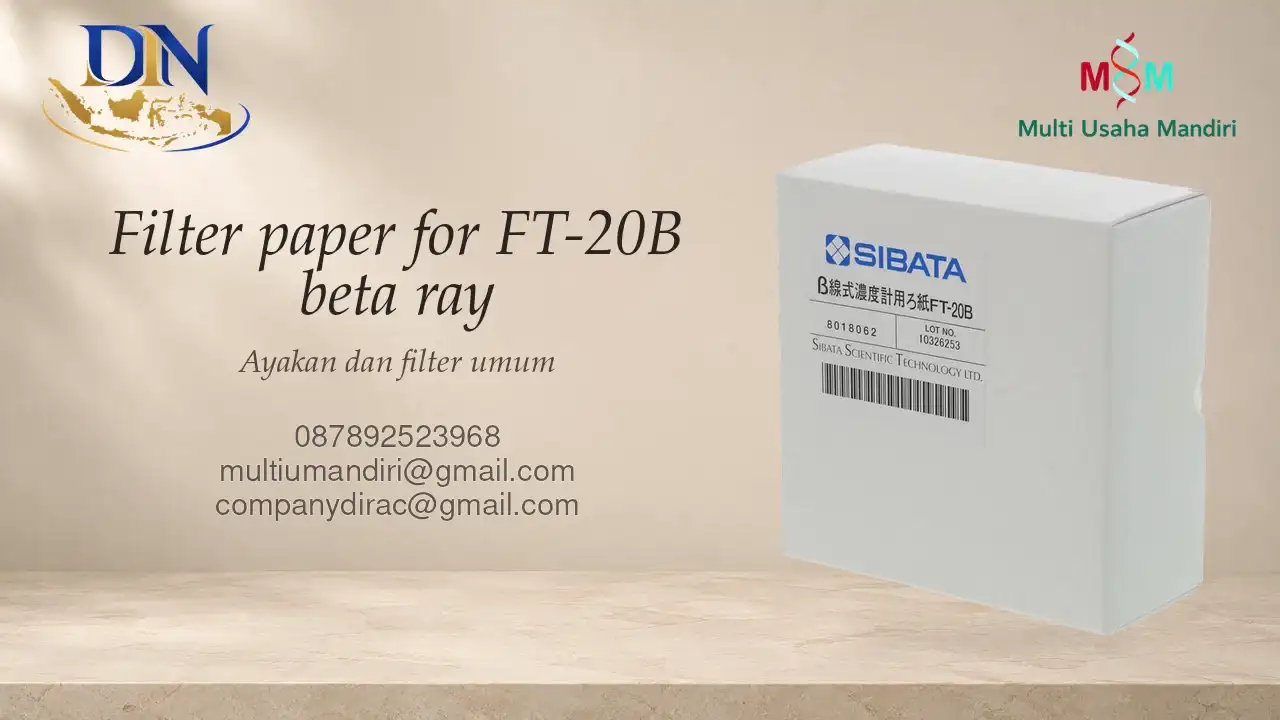 DIN
M M
Multi Usaha Mandiri
Filter paper for FT-20B
beta ray
Ayakan dan filter umum
087892523968
multiumandiri@gmail.com
companydirac@gmail.com
SIBATA
β線式濃度計用ろ紙FT-20B
8018062
LOT NO.
10326253
SIBATA SCIENTIFIC TECHNOLOGY LTD.